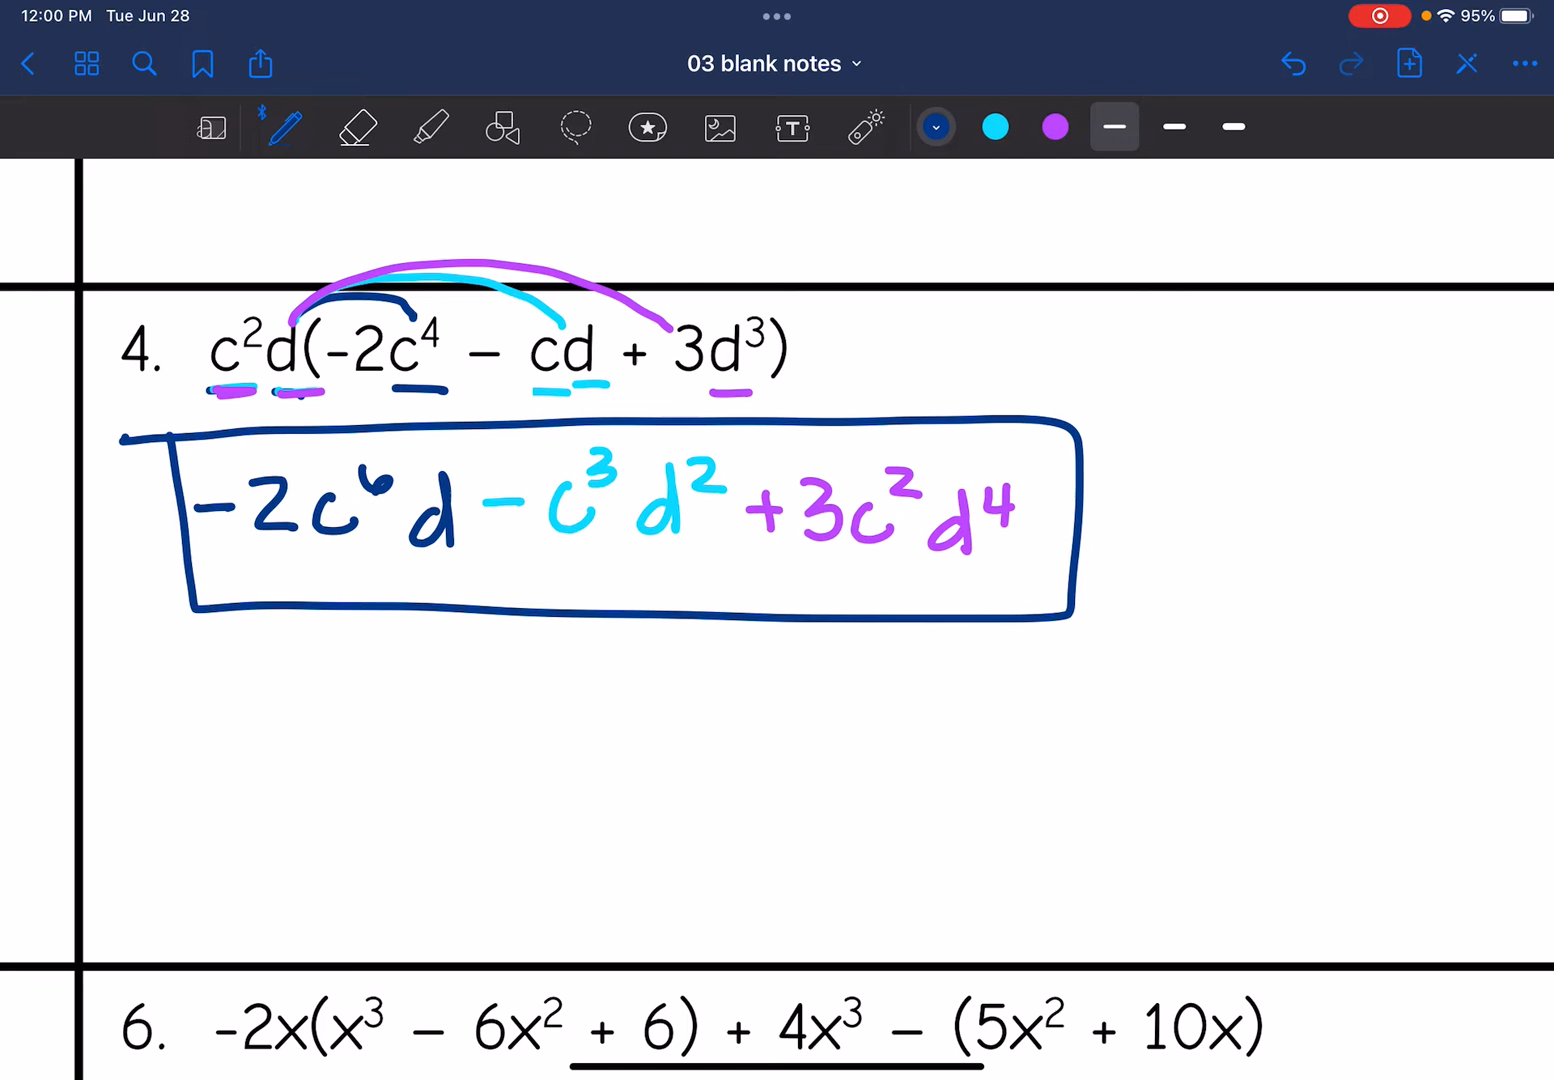 12:00 PM Tue Jun 28 95%
03 blank notes
4. c²d(-2c⁴ – cd + 3d³)
-2c⁶d - c³d² + 3c²d⁴
6. -2x(x³ – 6x² + 6) + 4x³ – (5x² + 10x)